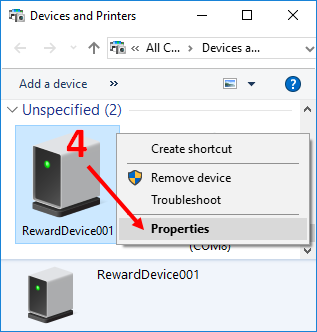 Devices and Printers
All C...
Devices a...
Add a device
»
Unspecified (2)
4
Create shortcut
Remove device
Troubleshoot
Properties
RewardDevice001
(COM8)
RewardDevice001